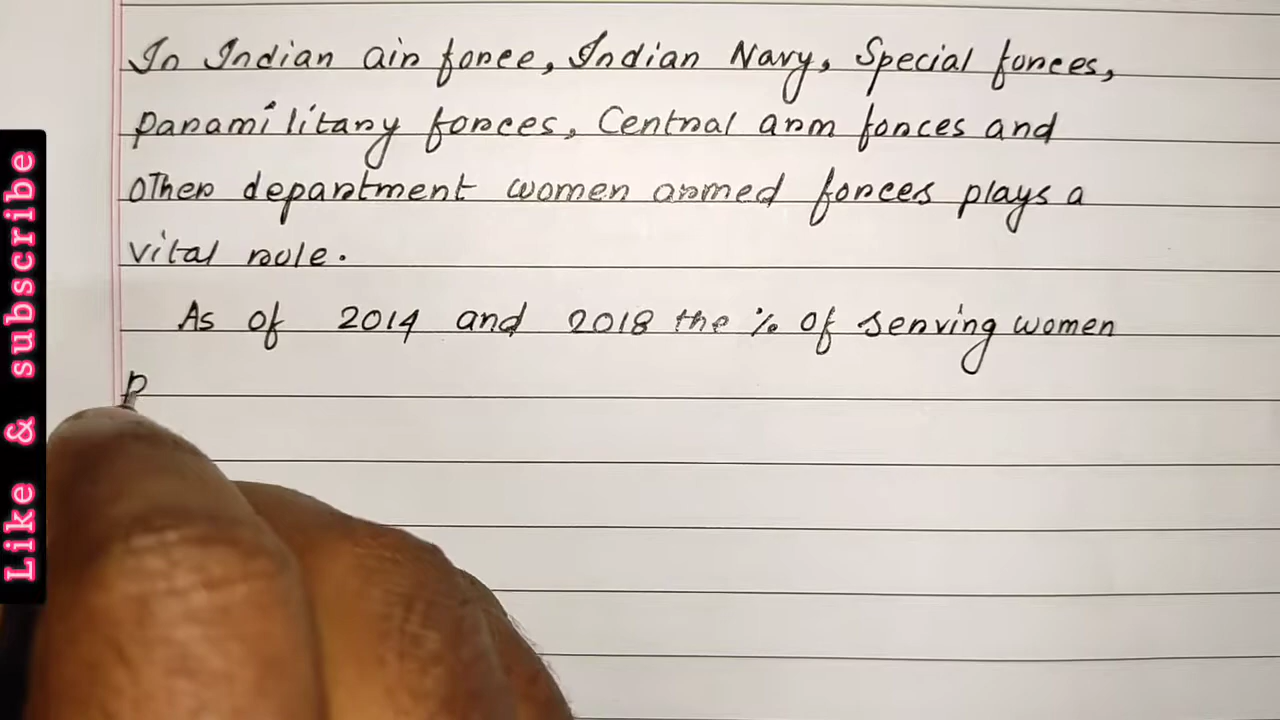 In Indian air force, Indian Navy, Special forces,
paramilitary forces, Central arm forces and
other department women armed forces plays a
vital role.
As of 2014 and 2018 the % of serving women
P
Like & subscribe